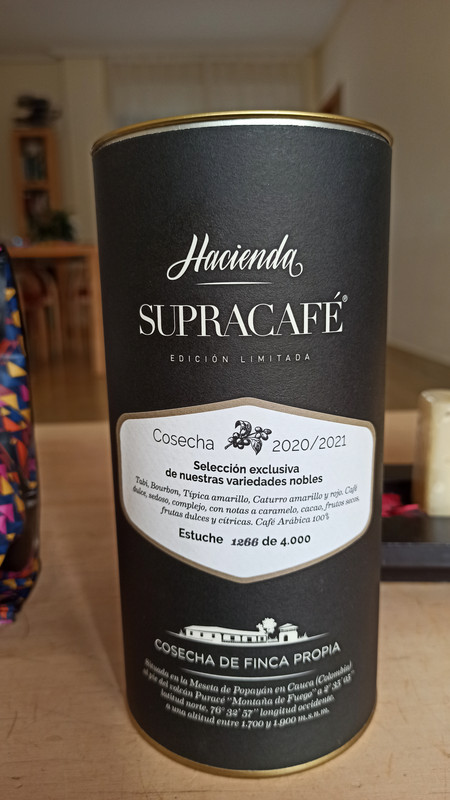 Hacienda
SUPRACAFÉ®
EDICIÓN LIMITADA
Cosecha 2020/2021
Selección exclusiva
de nuestras variedades nobles
Tabi, Bourbon, Típica amarillo, Caturro amarillo y rojo. Café
dulce, sedoso, complejo, con notas a caramelo, cacao, frutos secos,
frutas dulces y cítricas. Café Arábica 100%
Estuche 1266 de 4.000
COSECHA DE FINCA PROPIA
Situada en la Meseta de Popayán en Cauca (Colombia)
al pie del volcán Puracé "Montaña de Fuego" a 2° 35' 05"
latitud norte, 76° 32' 57" longitud occidente,
a una altitud entre 1.700 y 1.900 m.s.n.m.